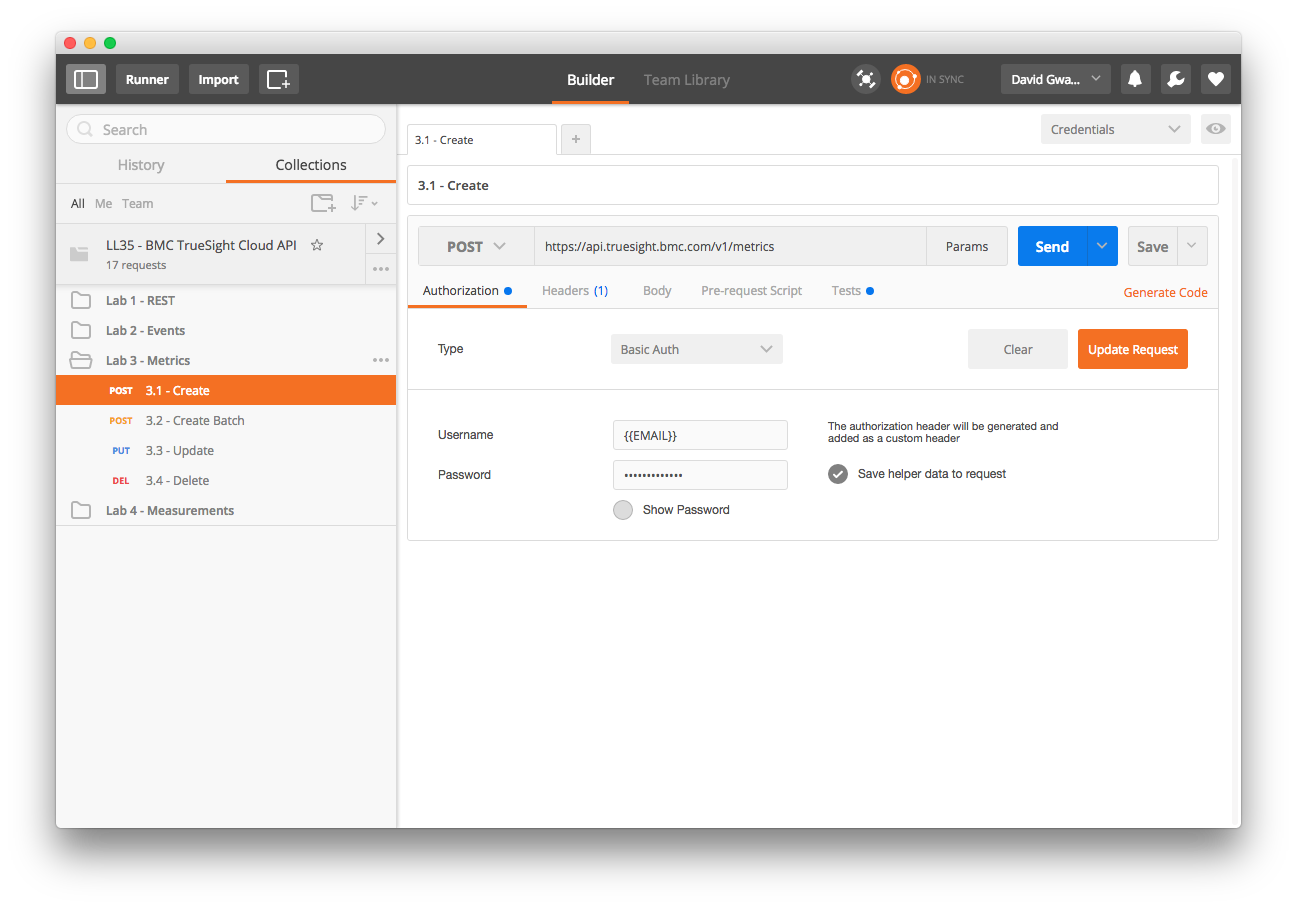 Runner
Import
Builder
Team Library
IN SYNC
David Gwa...
Search
History
Collections
All Me Team
LL35 - BMC TrueSight Cloud API
17 requests
Lab 1 - REST
Lab 2 - Events
Lab 3 - Metrics
POST 3.1 - Create
POST 3.2 - Create Batch
PUT 3.3 - Update
DEL 3.4 - Delete
Lab 4 - Measurements
3.1 - Create
+
Credentials
3.1 - Create
POST
https://api.truesight.bmc.com/v1/metrics
Params
Send
Save
Authorization
Headers (1)
Body
Pre-request Script
Tests
Generate Code
Type
Basic Auth
Clear
Update Request
Username
{{EMAIL}}
The authorization header will be generated and
added as a custom header
Password
•••••••••••••
Save helper data to request
Show Password